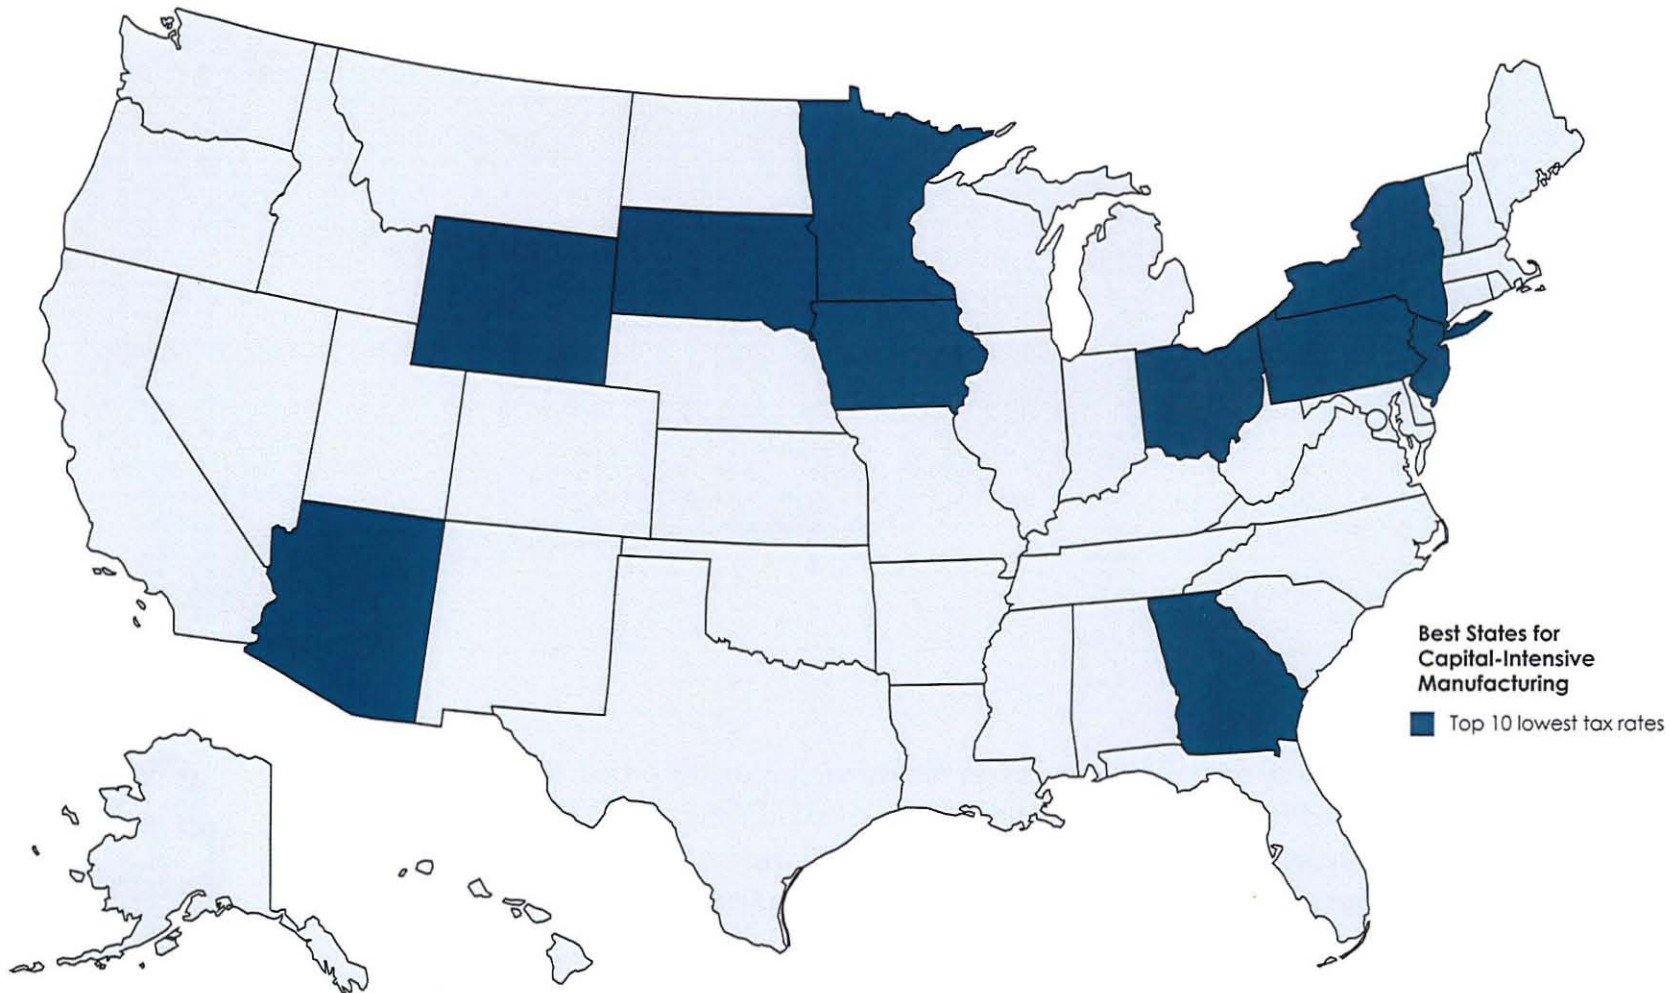 Best States for
Capital-Intensive
Manufacturing
Top 10 lowest tax rates